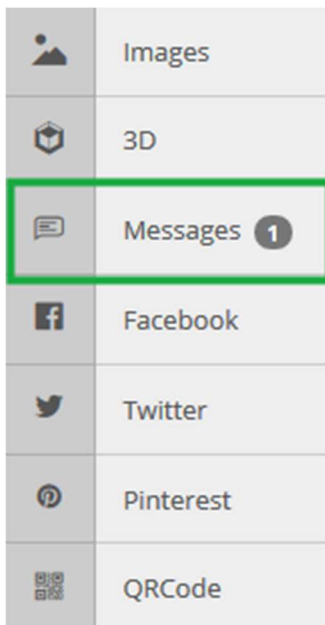 Images
3D
Messages 1
Facebook
Twitter
Pinterest
QRCode